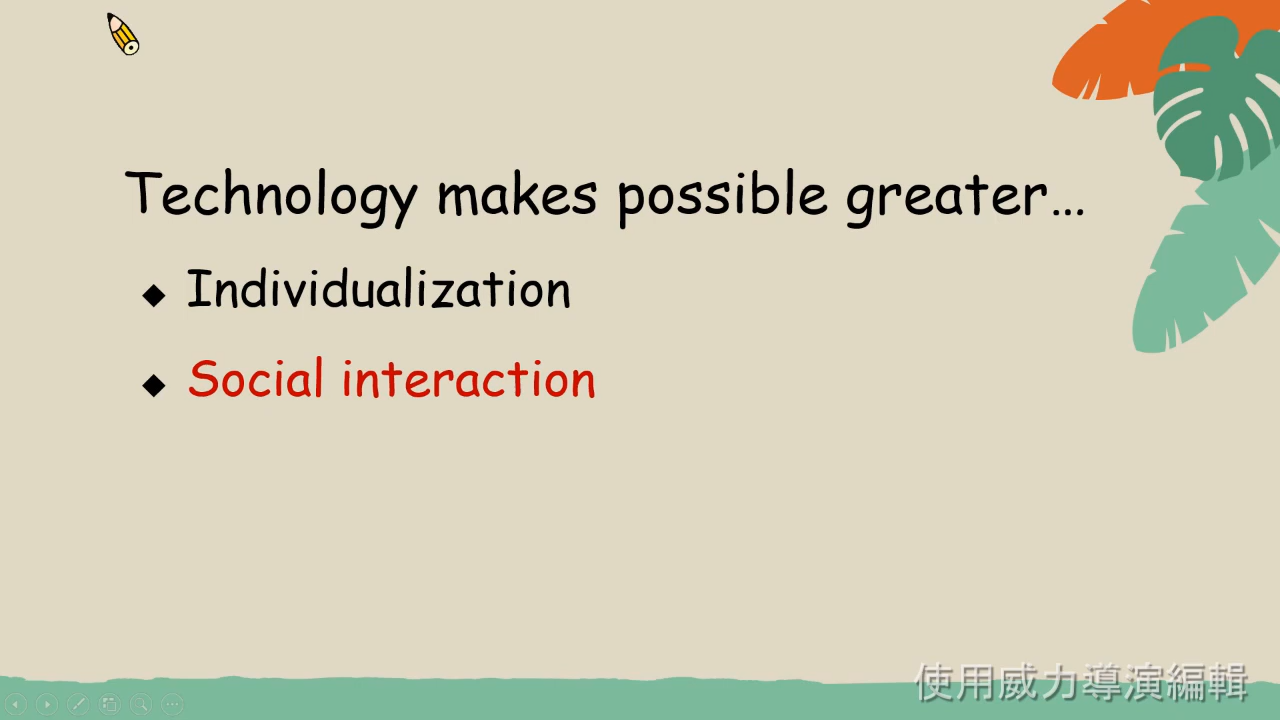 Technology makes possible greater...
Individualization
Social interaction
使用威力導演編輯